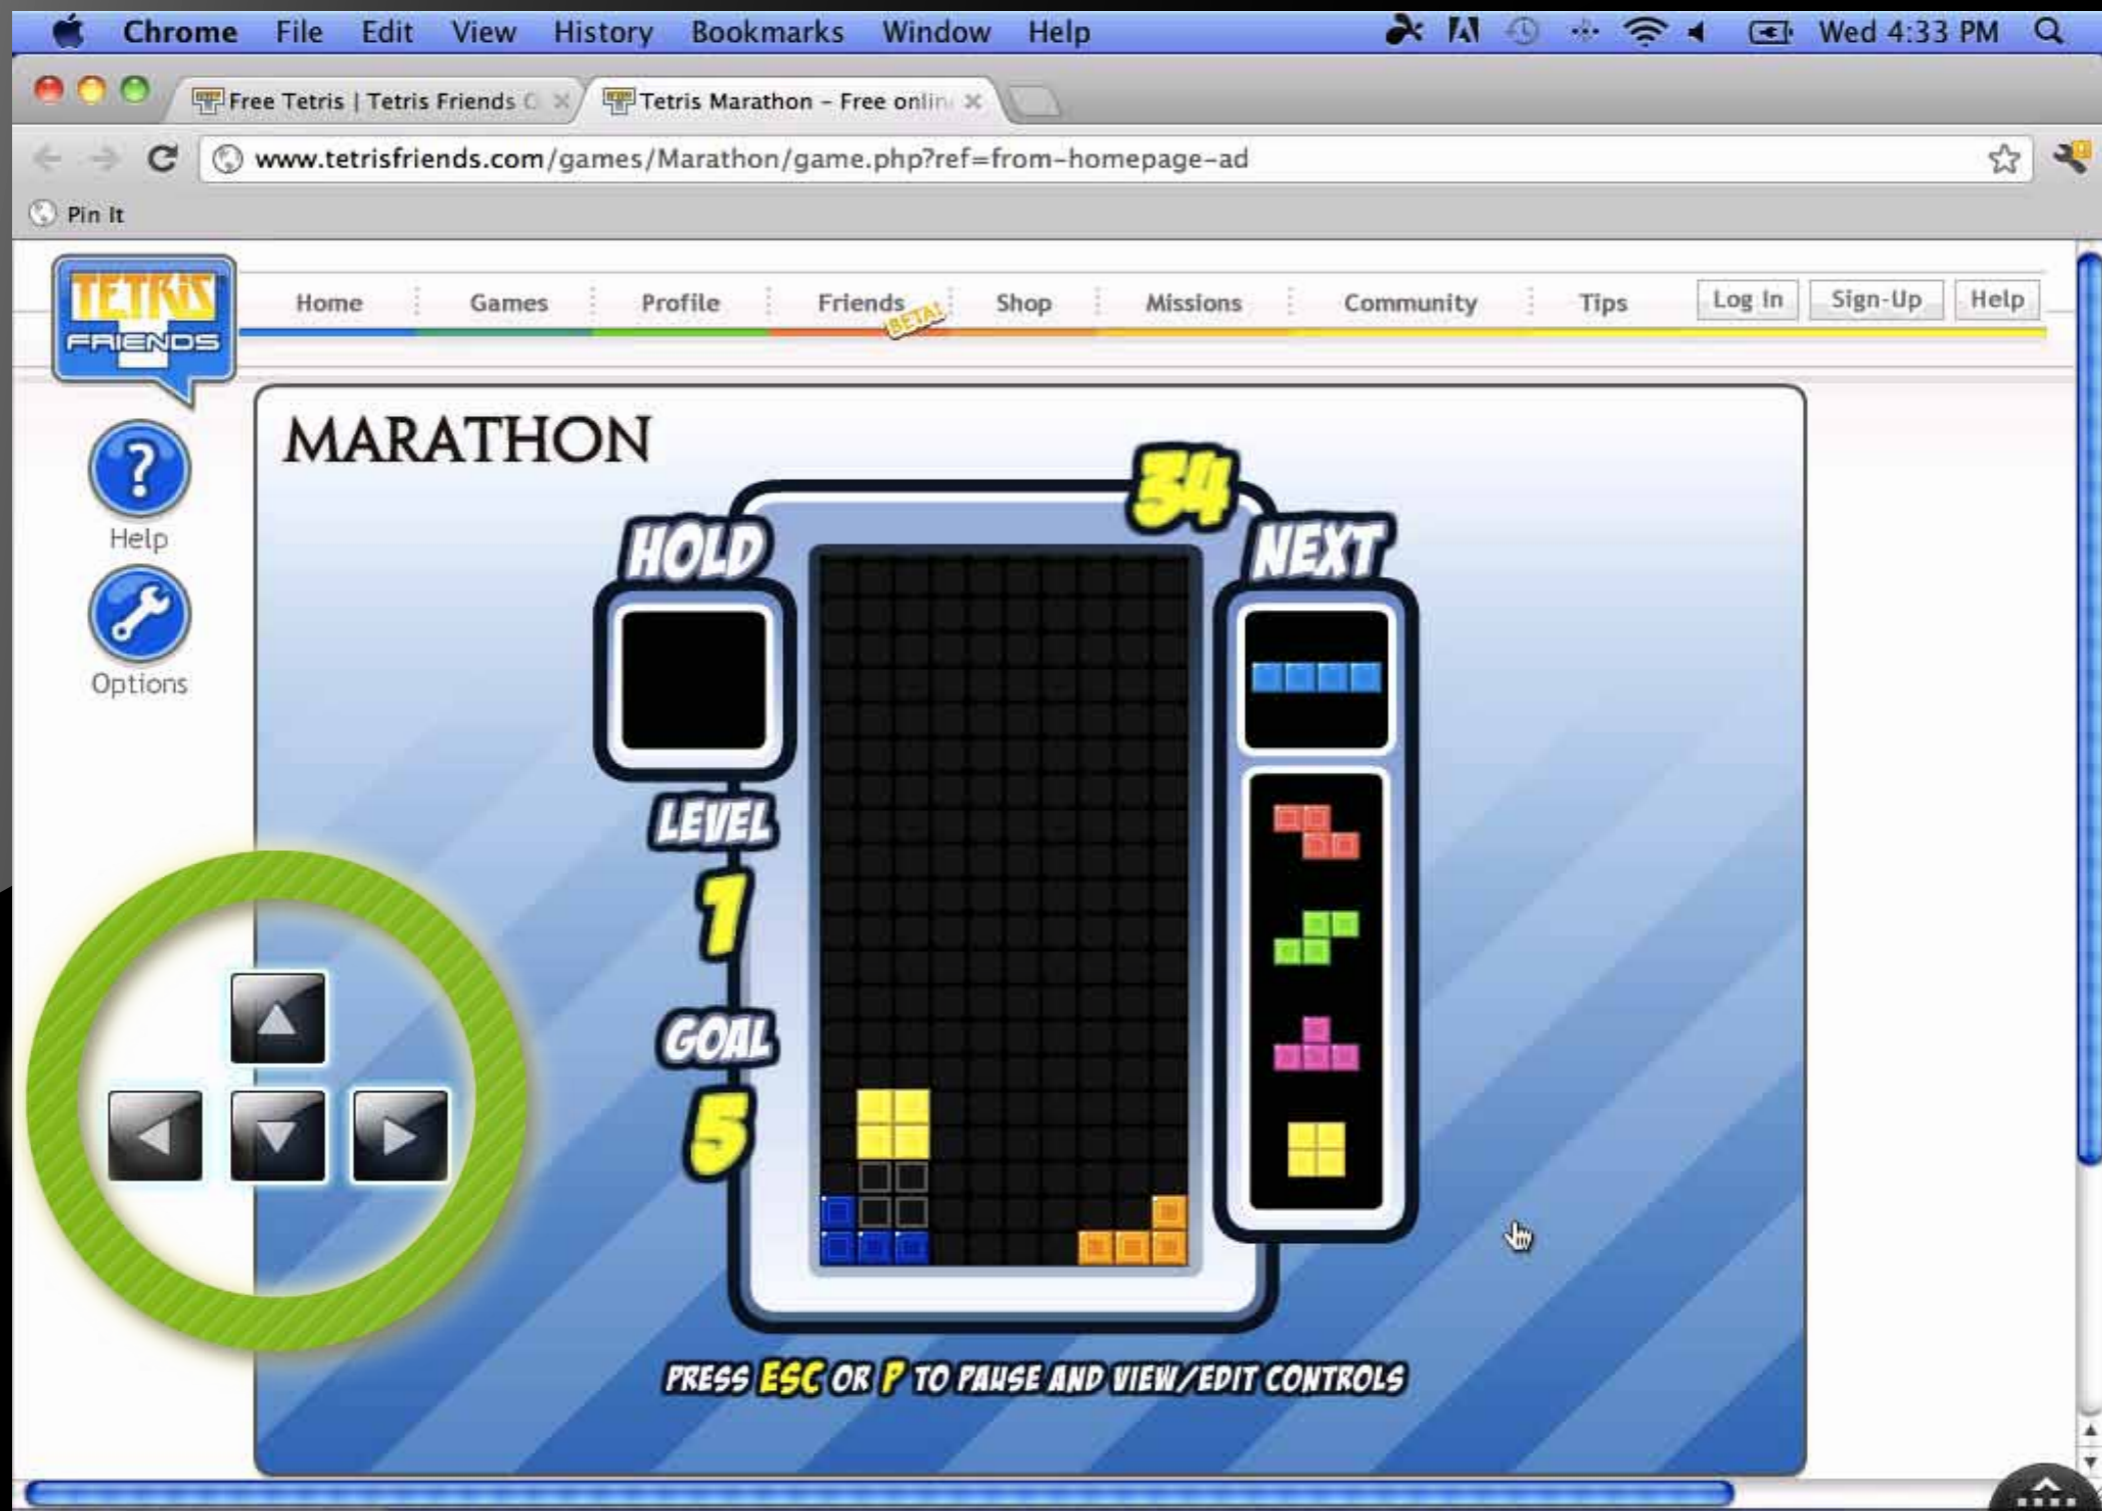 Chrome File Edit View History Bookmarks Window Help Wed 4:33 PM
Free Tetris | Tetris Friends Tetris Marathon – Free onlin
www.tetrisfriends.com/games/Marathon/game.php?ref=from-homepage-ad
Pin It
TETRIS
FRIENDS
Home Games Profile Friends BETA! Shop Missions Community Tips Log In Sign-Up Help
MARATHON
34
Help
Options
HOLD
NEXT
LEVEL
1
GOAL
5
PRESS ESC OR P TO PAUSE AND VIEW/EDIT CONTROLS